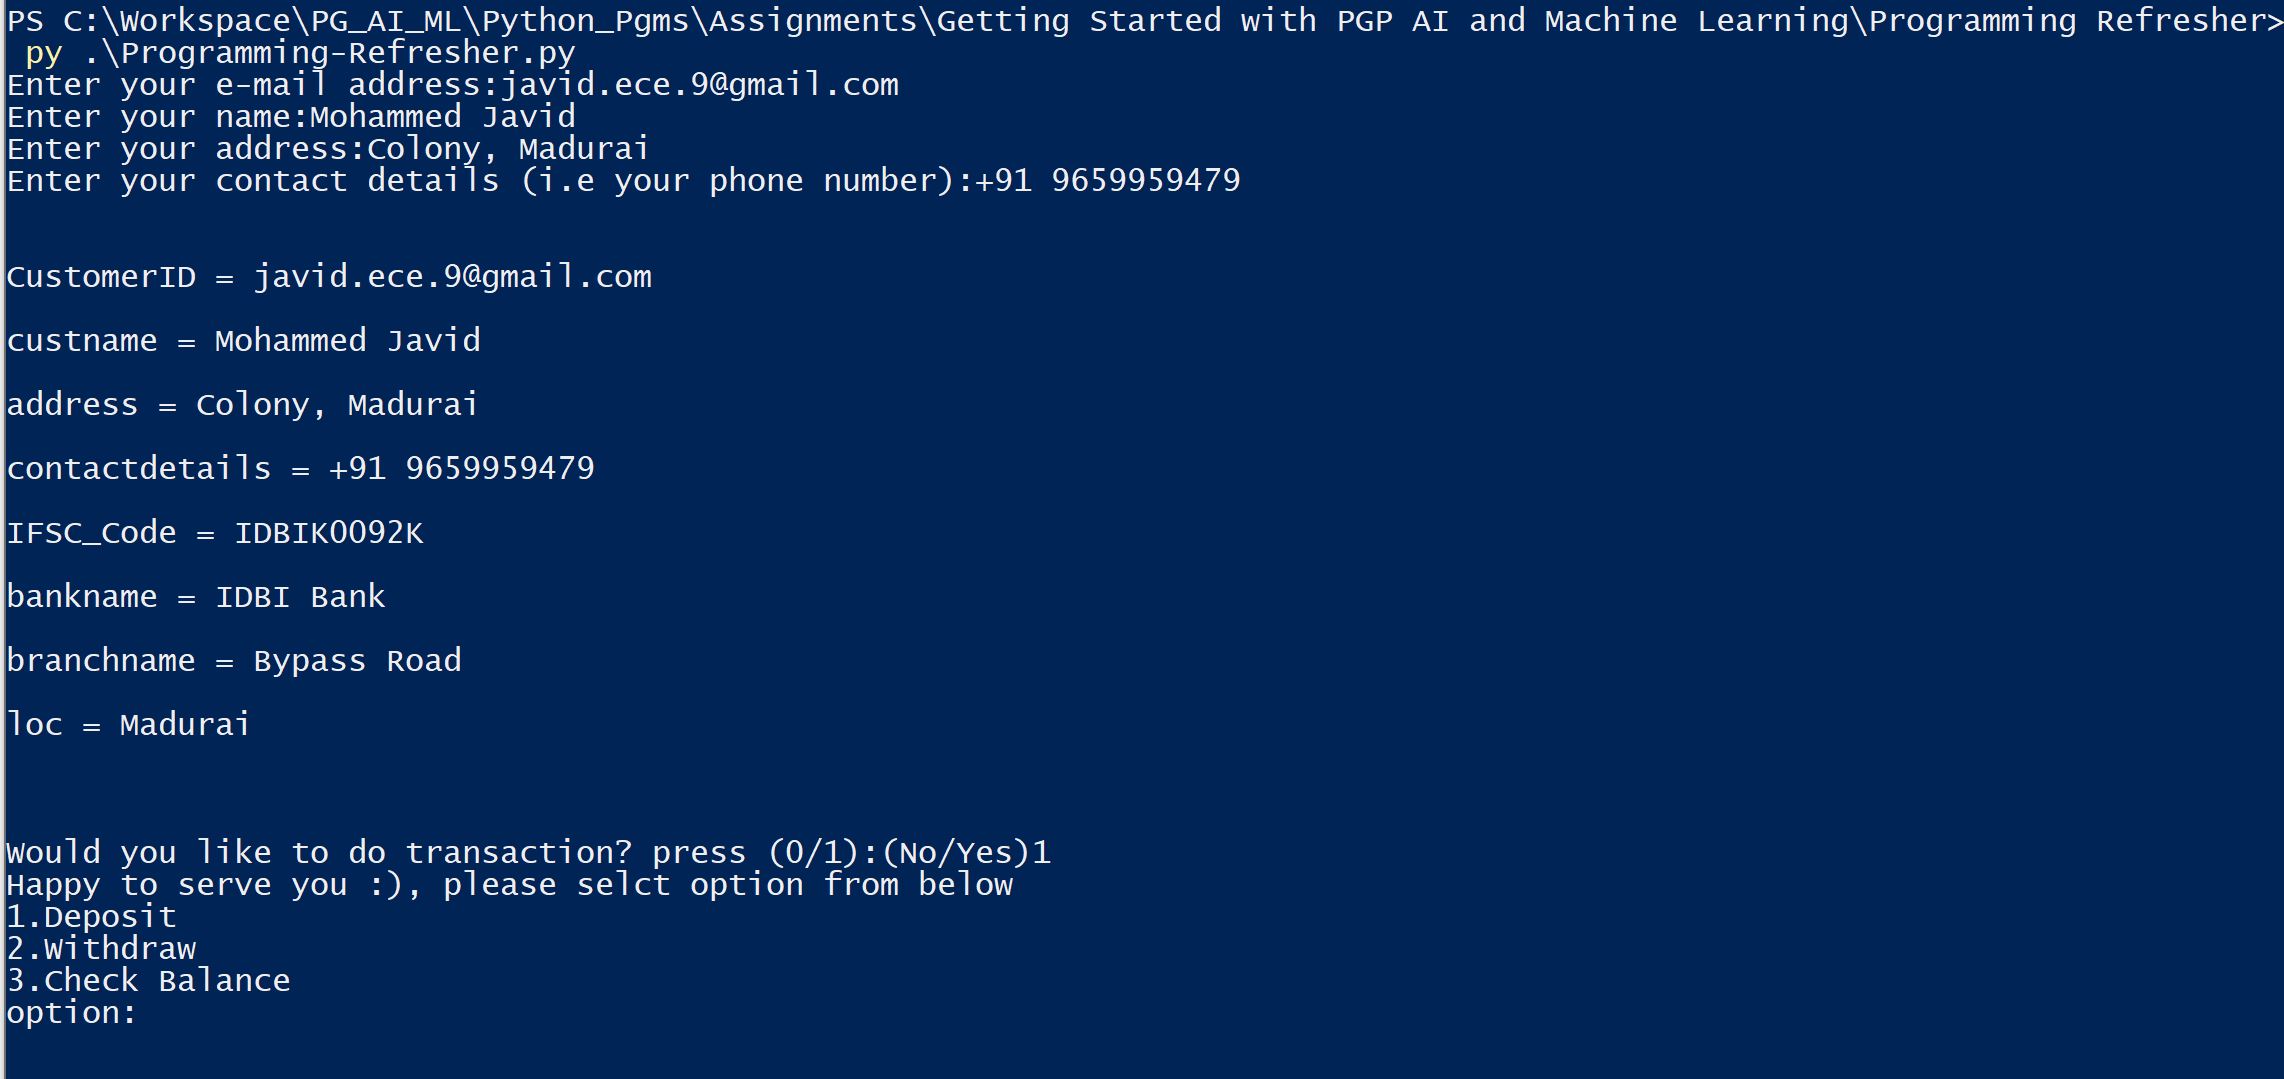 PS C:\Workspace\PG_AI_ML\Python_Pgms\Assignments\Getting Started with PGP AI and Machine Learning\Programming Refresher>
py .\Programming-Refresher.py
Enter your e-mail address:javid.ece.9@gmail.com
Enter your name:Mohammed Javid
Enter your address:Colony, Madurai
Enter your contact details (i.e your phone number):+91 9659959479
CustomerID = javid.ece.9@gmail.com
custname = Mohammed Javid
address = Colony, Madurai
contactdetails = +91 9659959479
IFSC_Code = IDBIK0092K
bankname = IDBI Bank
branchname = Bypass Road
loc = Madurai
Would you like to do transaction? press (0/1):(No/Yes)1
Happy to serve you :), please selct option from below
1.Deposit
2.Withdraw
3.Check Balance
option: